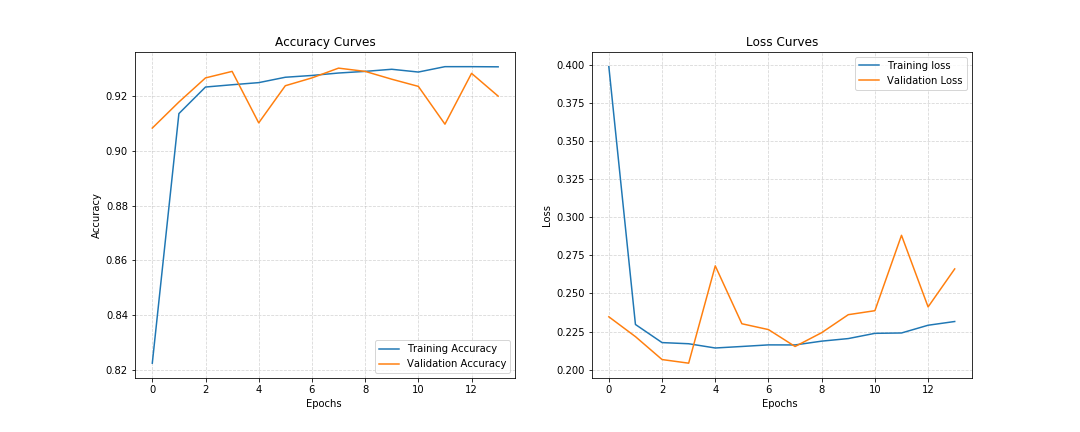 Accuracy Curves
Accuracy
0.92
0.90
0.88
0.86
0.84
0.82
0 2 4 6 8 10 12
Epochs
Training Accuracy
Validation Accuracy
Loss Curves
Loss
0.400
0.375
0.350
0.325
0.300
0.275
0.250
0.225
0.200
0 2 4 6 8 10 12
Epochs
Training loss
Validation Loss